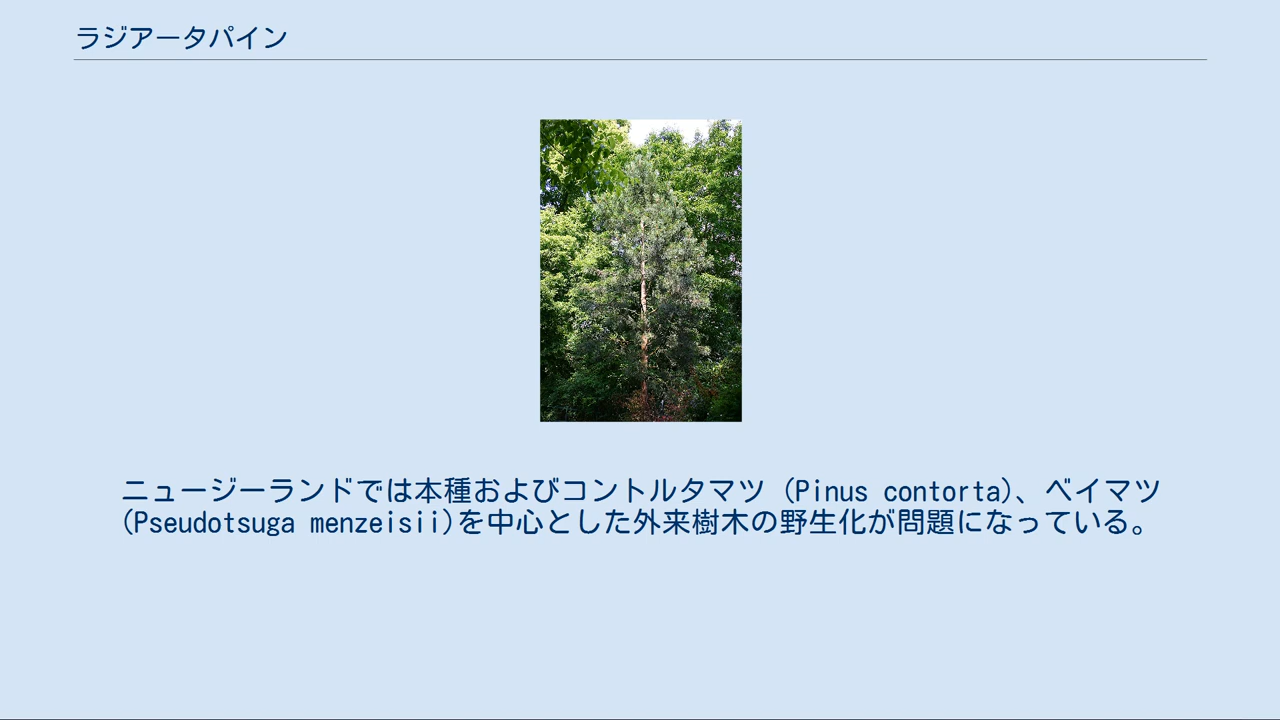 ラジアータパイン
ニュージーランドでは本種およびコントルタマツ (Pinus contorta)、ベイマツ
(Pseudotsuga menzeisii)を中心とした外来樹木の野生化が問題になっている。